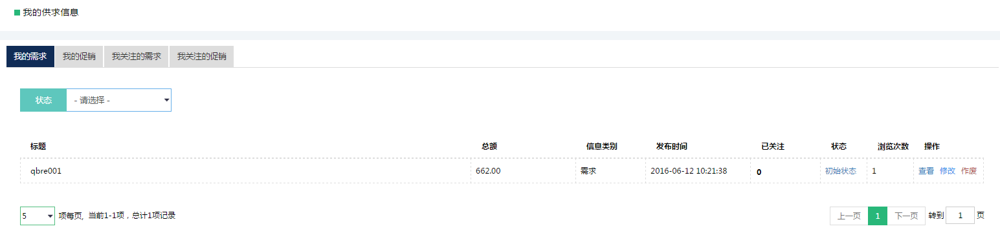 我的供求信息
我的需求 我的促销 我关注的需求 我关注的促销
状态 - 请选择 -
标题 总额 信息类别 发布时间 已关注 状态 浏览次数 操作
qbre001 662.00 需求 2016-06-12 10:21:38 0 初始状态 1 查看 修改 作废
5 项每页, 当前1-1项，总计1项记录 上一页 1 下一页 转到 1 页